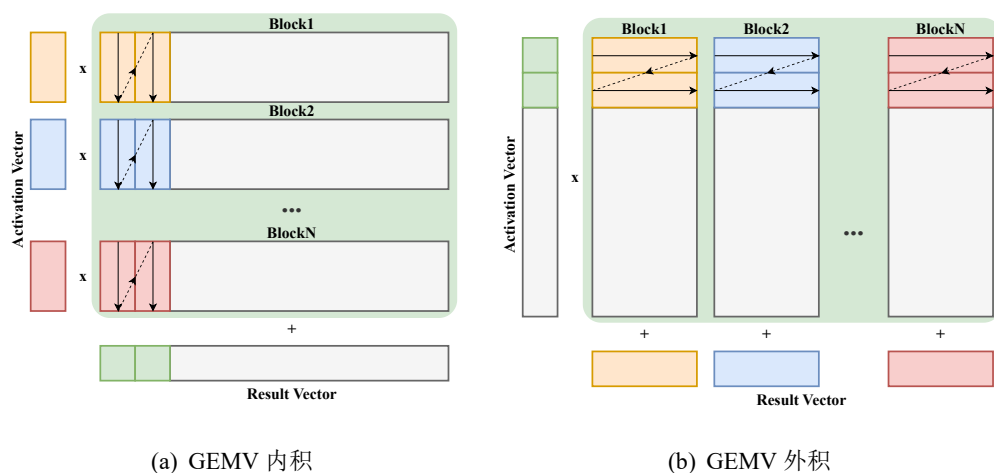 Block1
x
Block2
x
...
BlockN
x
Activation Vector
+
Result Vector
(a) GEMV 内积
Block1
Block2
BlockN
Activation Vector
x
...
+
+
+
Result Vector
(b) GEMV 外积